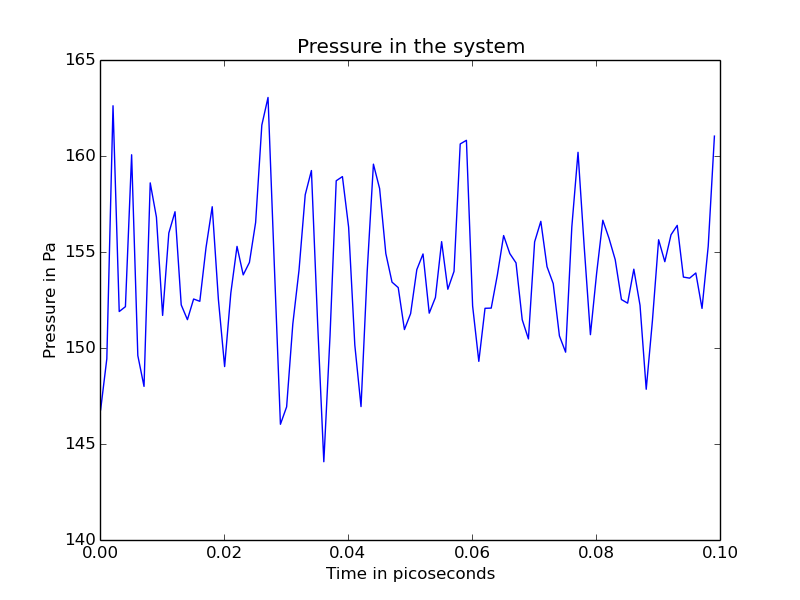 Pressure in the system
165
160
155
150
145
140
Pressure in Pa
0.00 0.02 0.04 0.06 0.08 0.10
Time in picoseconds